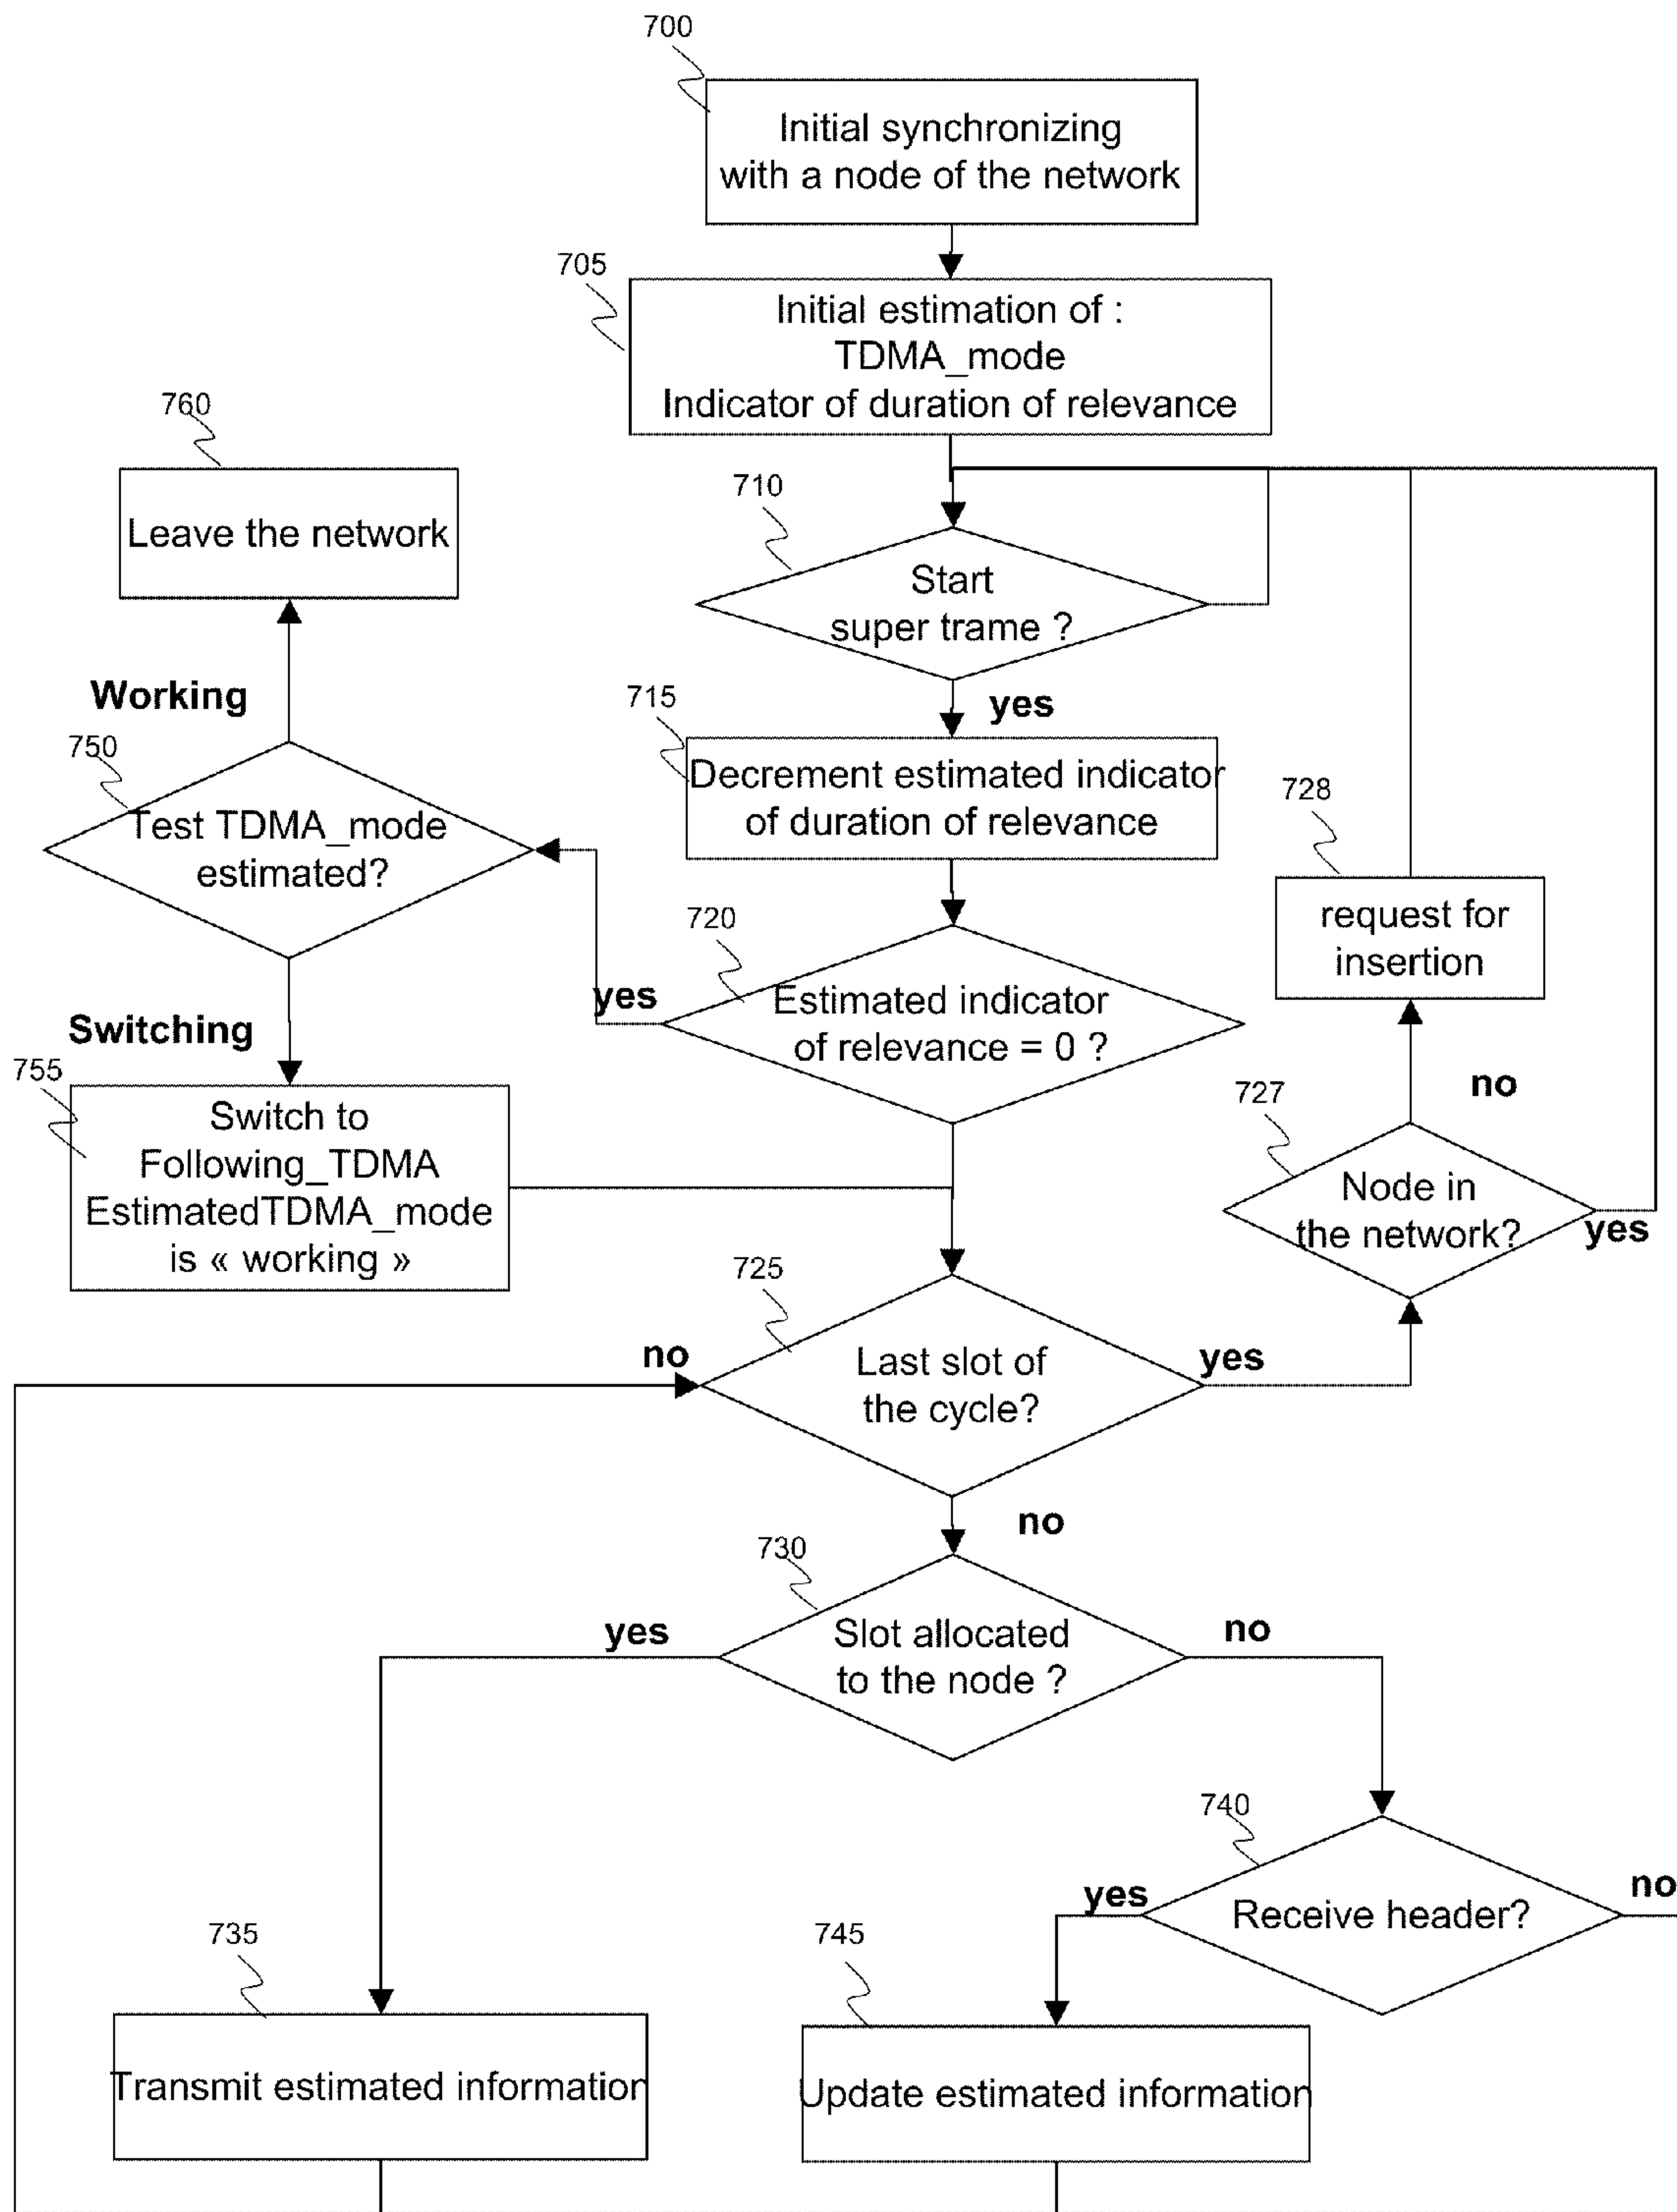 700
Initial synchronizing
with a node of the network
705
Initial estimation of :
TDMA_mode
Indicator of duration of relevance
760
Leave the network
710
Start
super trame ?
yes
Working
715
Decrement estimated indicator
of duration of relevance
750
Test TDMA_mode
estimated?
728
request for
insertion
720
Estimated indicator
of relevance = 0 ?
yes
Switching
755
Switch to
Following_TDMA
EstimatedTDMA_mode
is « working »
no
727
Node in
the network?
yes
725
no
Last slot of
the cycle?
yes
no
730
yes
Slot allocated
to the node ?
no
740
yes
Receive header?
no
735
Transmit estimated information
745
Update estimated information